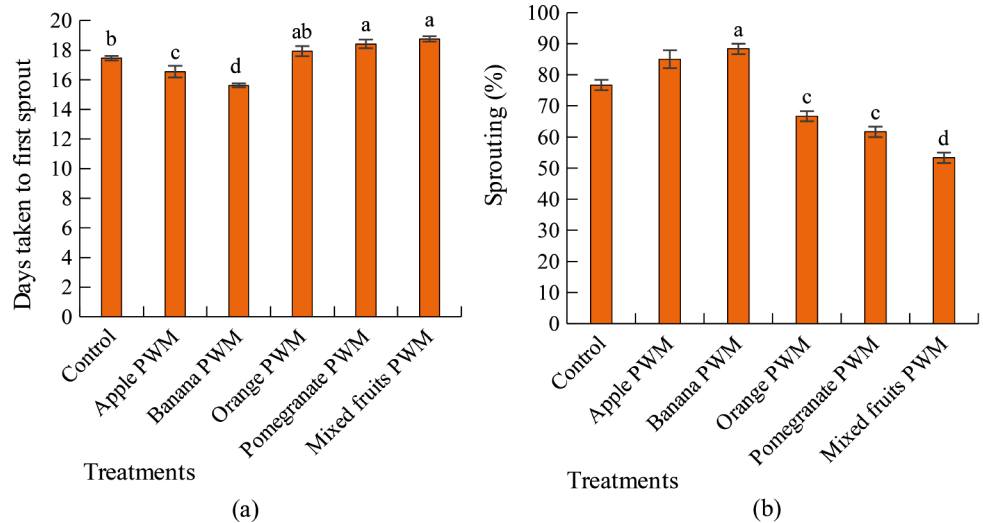 20
18
16
14
12
10
8
6
4
2
0
Days taken to first sprout
b
c
d
ab
a
a
Control
Apple PWM
Banana PWM
Orange PWM
Pomegranate PWM
Mixed fruits PWM
Treatments
(a)
100
90
80
70
60
50
40
30
20
10
0
Sprouting (%)
a
c
c
d
Control
Apple PWM
Banana PWM
Orange PWM
Pomegranate PWM
Mixed fruits PWM
Treatments
(b)